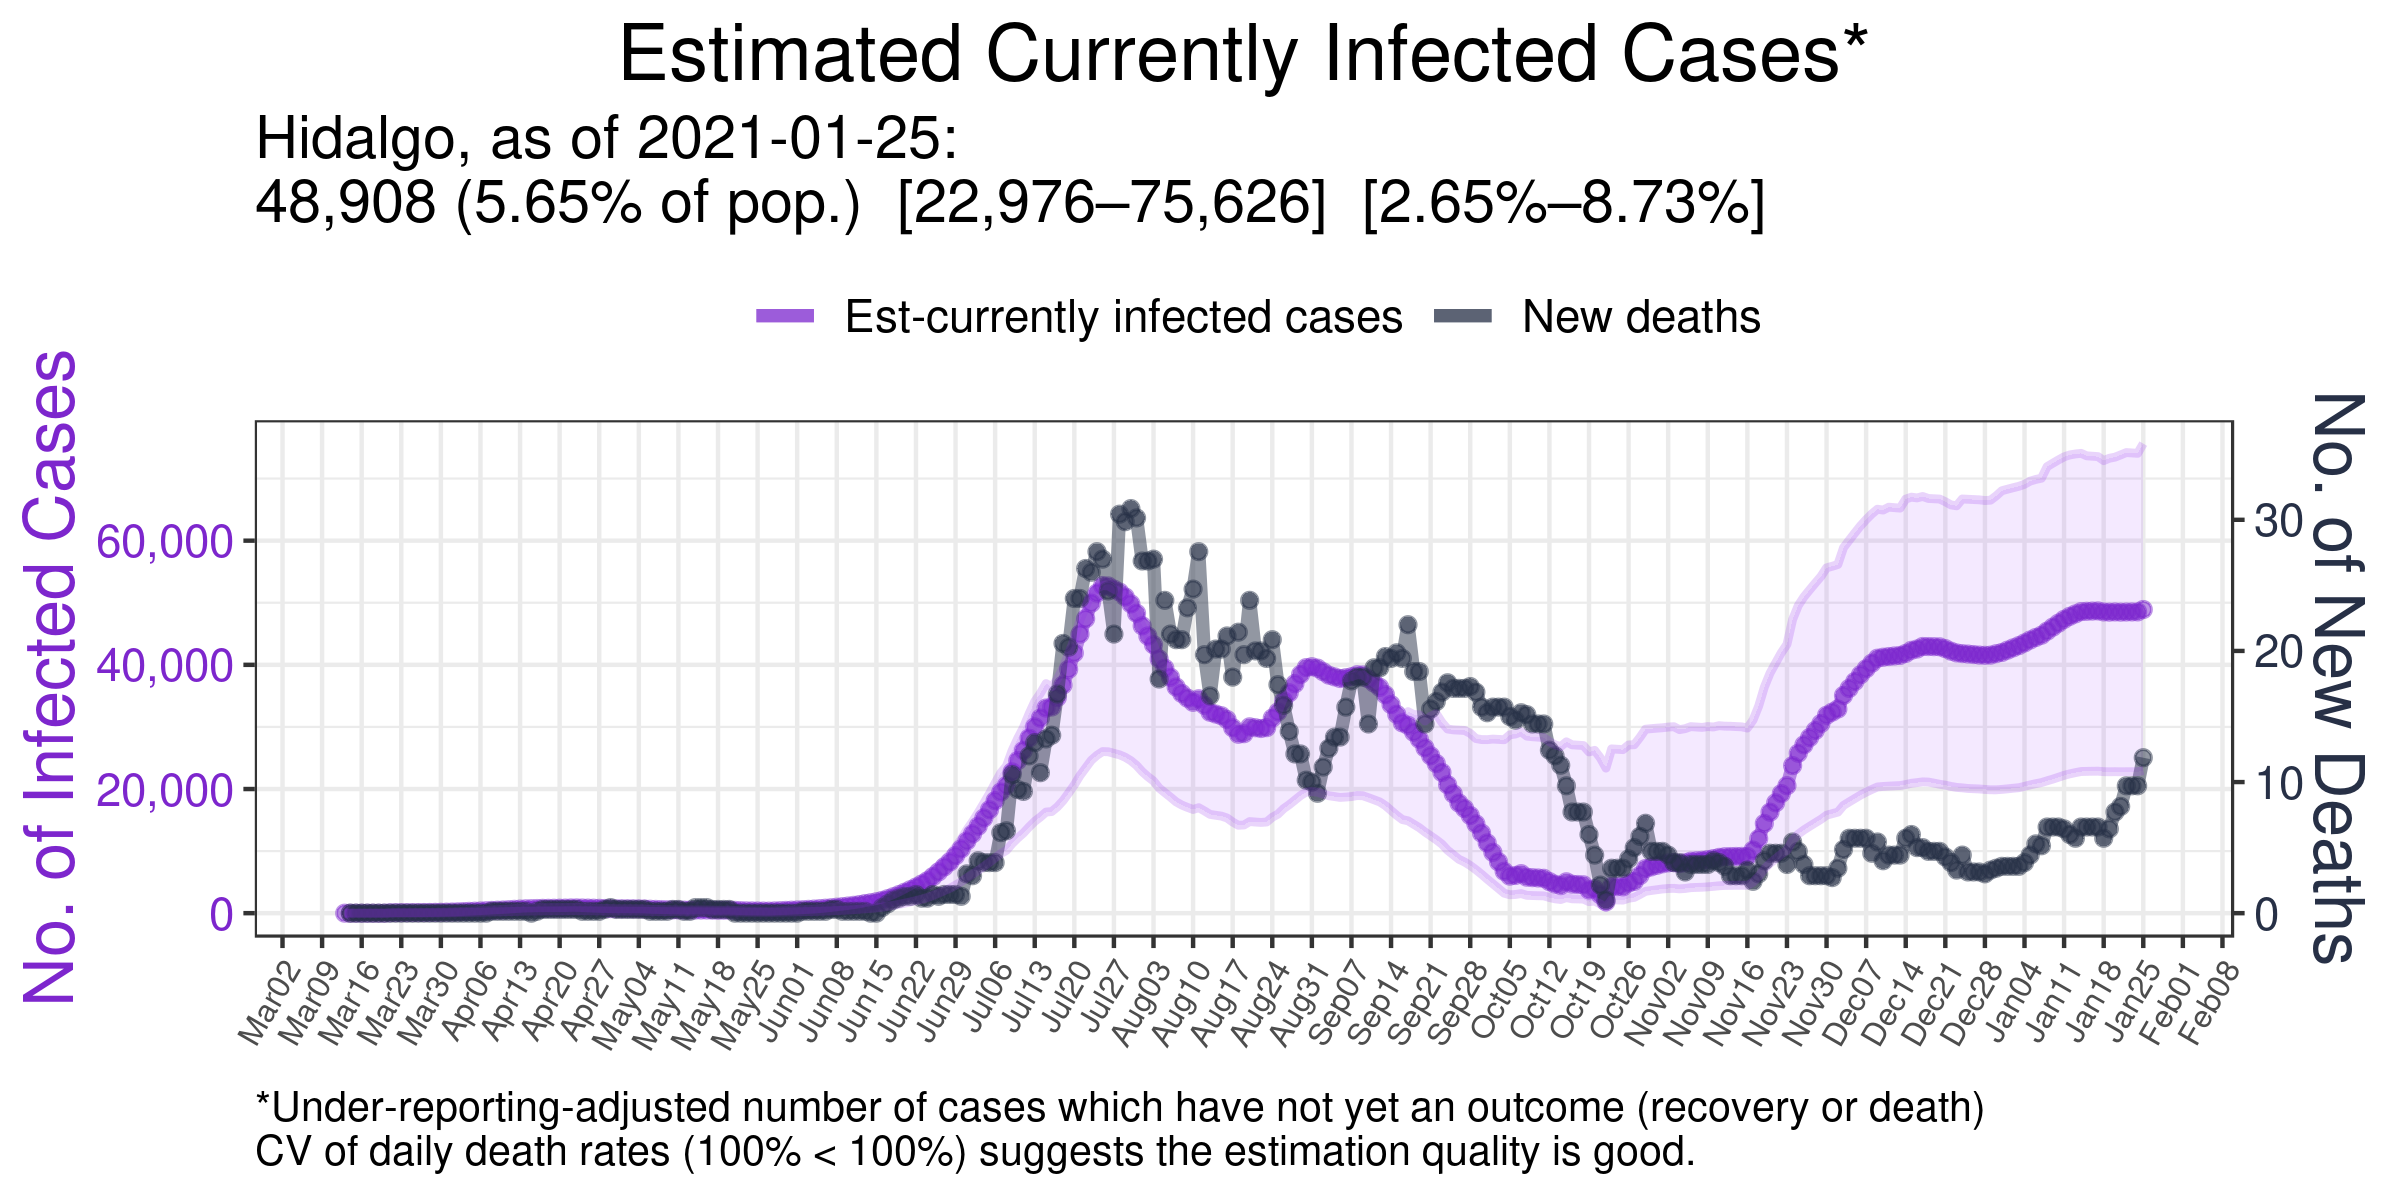 Estimated Currently Infected Cases*
Hidalgo, as of 2021-01-25:
48,908 (5.65% of pop.) [22,976–75,626] [2.65%–8.73%]
Est-currently infected cases New deaths
No. of Infected Cases
60,000
40,000
20,000
0
30
20
10
0
No. of New Deaths
Mar02 Mar09 Mar16 Mar23 Mar30 Apr06 Apr13 Apr20 Apr27 May04 May11 May18 May25 Jun01 Jun08 Jun15 Jun22 Jun29 Jul06 Jul13 Jul20 Jul27 Aug03 Aug10 Aug17 Aug24 Aug31 Sep07 Sep14 Sep21 Sep28 Oct05 Oct12 Oct19 Oct26 Nov02 Nov09 Nov16 Nov23 Nov30 Dec07 Dec14 Dec21 Dec28 Jan04 Jan11 Jan18 Jan25 Feb01 Feb08
*Under-reporting-adjusted number of cases which have not yet an outcome (recovery or death)
CV of daily death rates (100% < 100%) suggests the estimation quality is good.